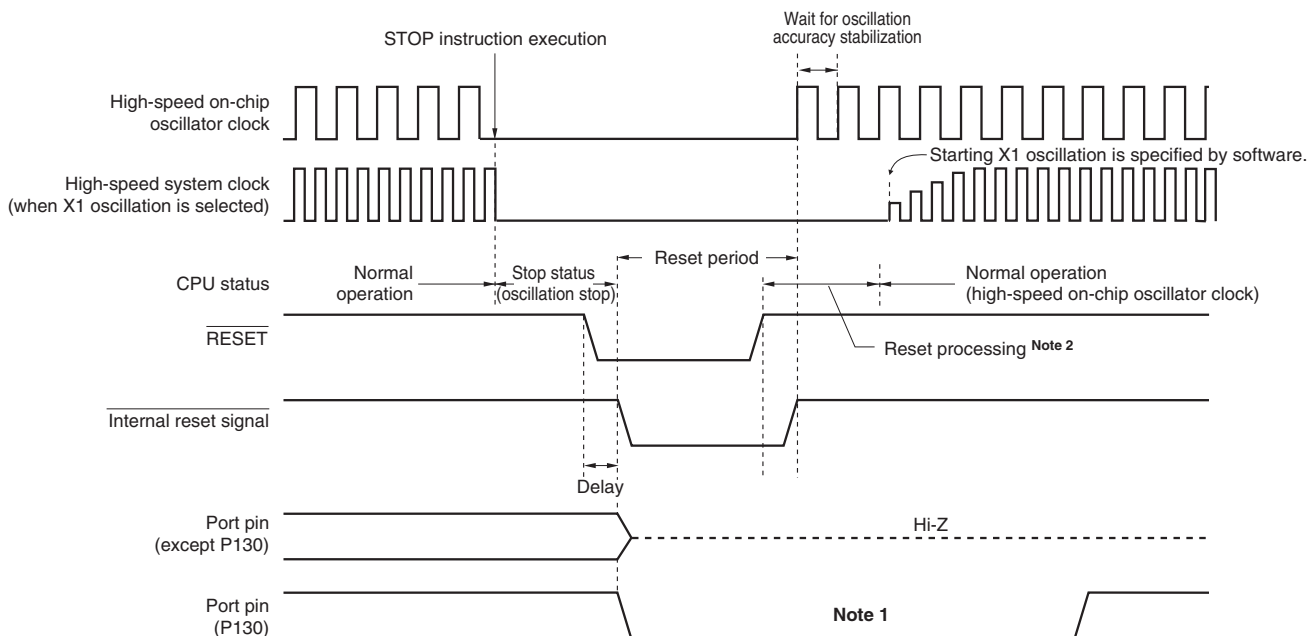 Wait for oscillation
accuracy stabilization
STOP instruction execution
High-speed on-chip
oscillator clock
Starting X1 oscillation is specified by software.
High-speed system clock
(when X1 oscillation is selected)
Reset period
CPU status
Normal
operation
Stop status
(oscillation stop)
Normal operation
(high-speed on-chip oscillator clock)
RESET
Reset processing Note 2
Internal reset signal
Delay
Port pin
(except P130)
Hi-Z
Port pin
(P130)
Note 1